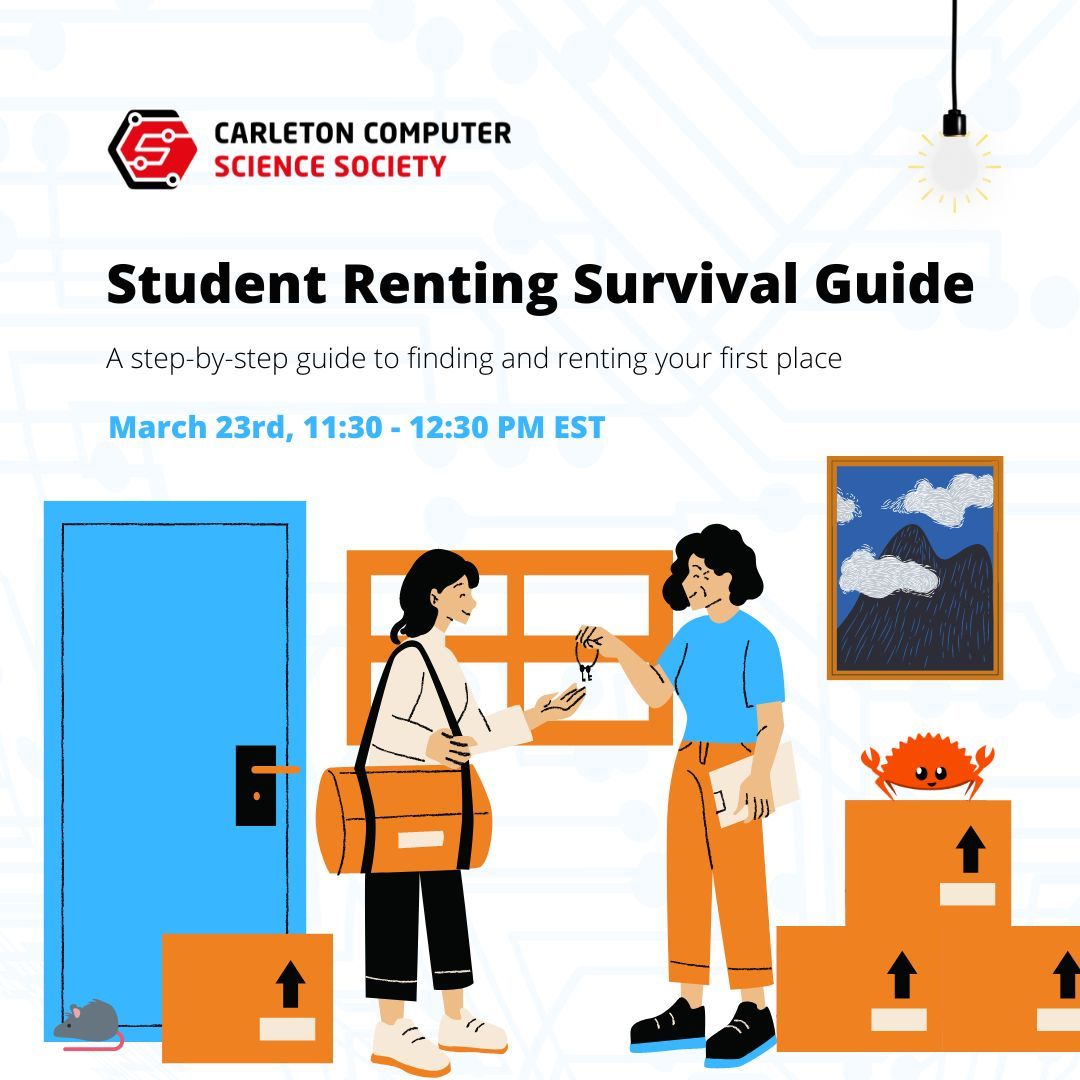 CARLETON COMPUTER
SCIENCE SOCIETY
Student Renting Survival Guide
A step-by-step guide to finding and renting your first place
March 23rd, 11:30 - 12:30 PM EST